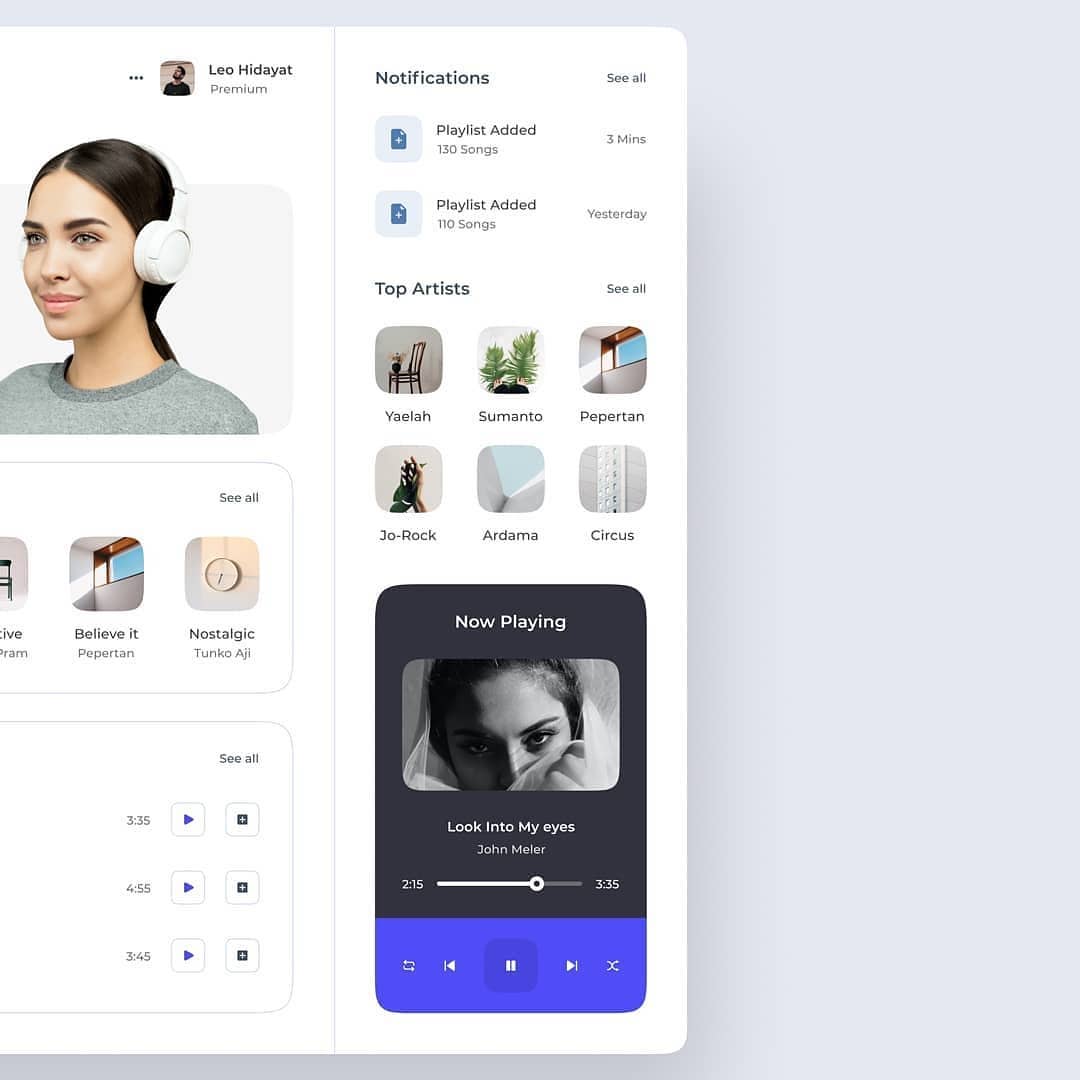 Leo Hidayat
Premium
See all
tive
Pram
Believe it
Pepertan
Nostalgic
Tunko Aji
See all
3:35
4:55
3:45
Notifications
See all
Playlist Added
130 Songs
3 Mins
Playlist Added
110 Songs
Yesterday
Top Artists
See all
Yaelah
Sumanto
Pepertan
Jo-Rock
Ardama
Circus
Now Playing
Look Into My eyes
John Meler
2:15
3:35